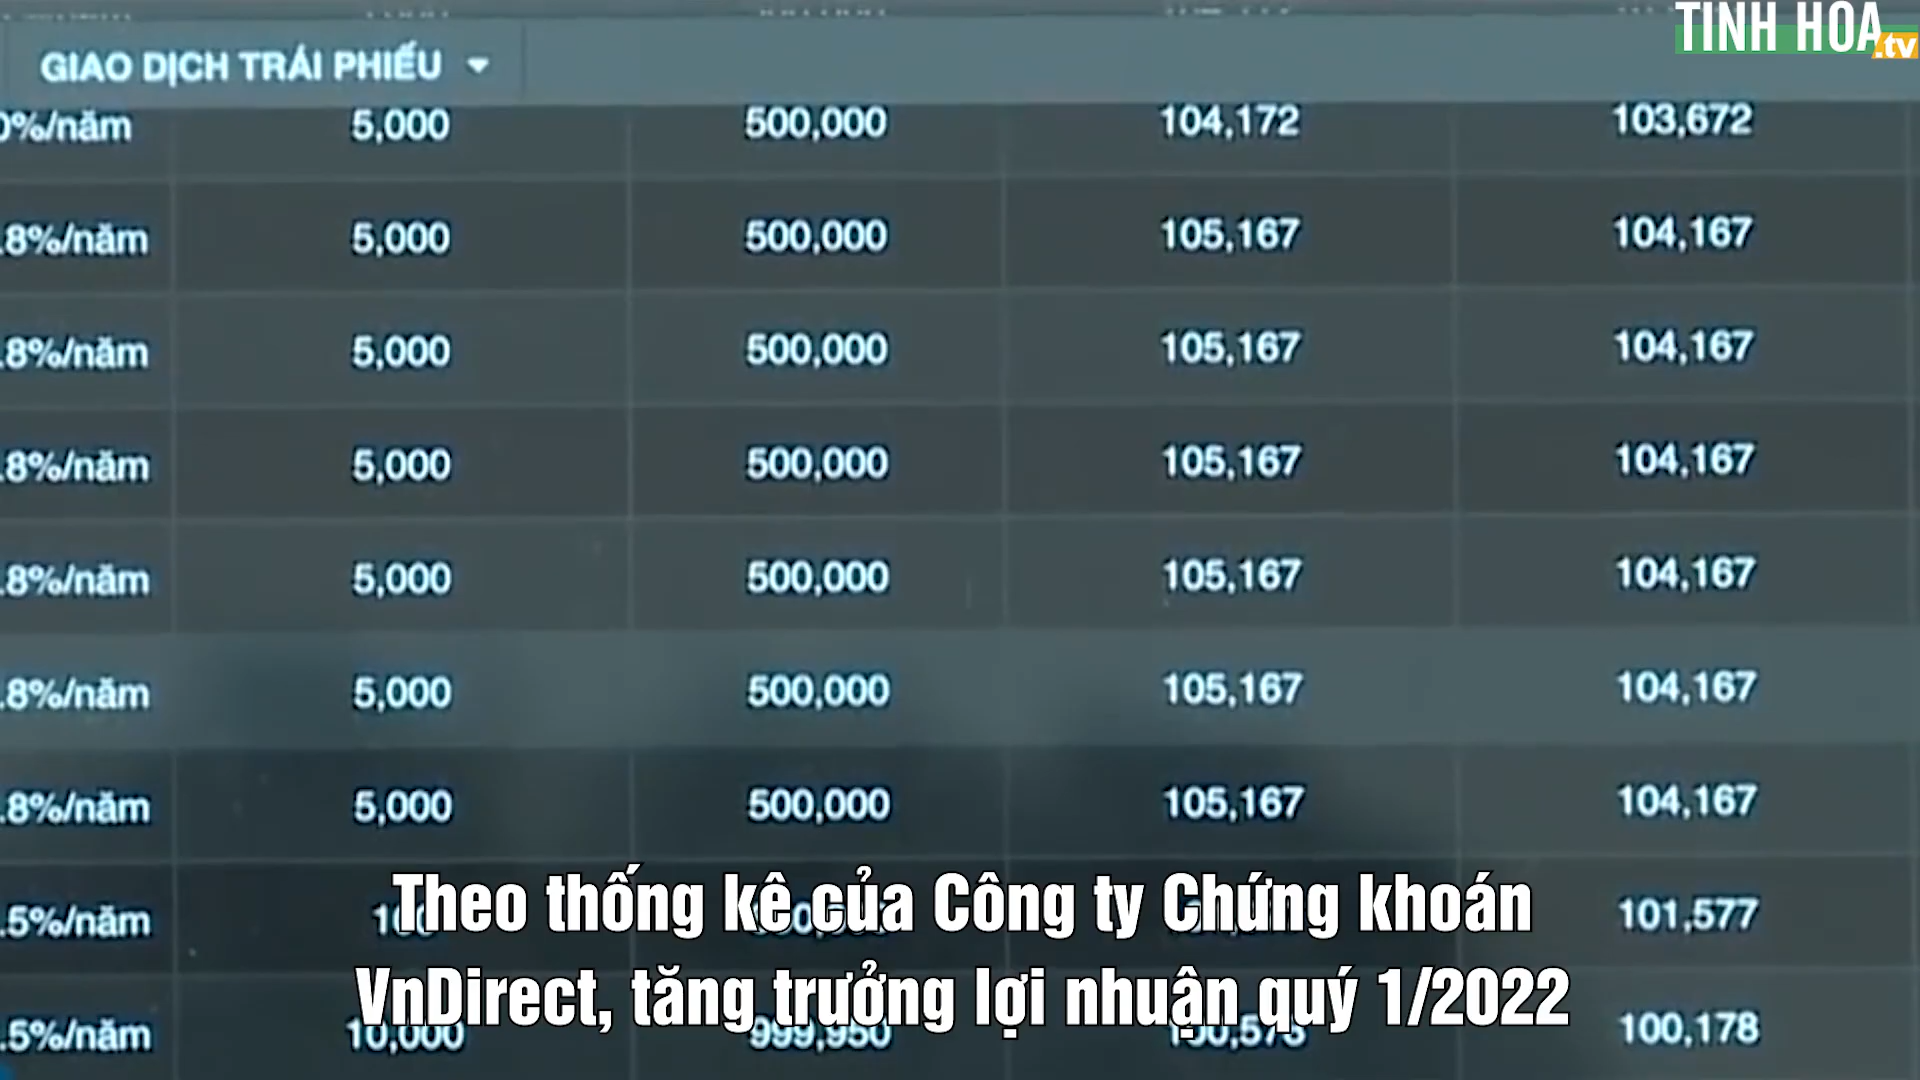 TINH HOA.tv
GIAO DỊCH TRÁI PHIẾU
0%/năm 5,000 500,000 104,172 103,672
.8%/năm 5,000 500,000 105,167 104,167
.8%/năm 5,000 500,000 105,167 104,167
.8%/năm 5,000 500,000 105,167 104,167
.8%/năm 5,000 500,000 105,167 104,167
.8%/năm 5,000 500,000 105,167 104,167
.8%/năm 5,000 500,000 105,167 104,167
.5%/năm 101,577
Theo thống kê của Công ty Chứng khoán
VnDirect, tăng trưởng lợi nhuận quý 1/2022
.5%/năm 10,000 999,950 100,573 100,178